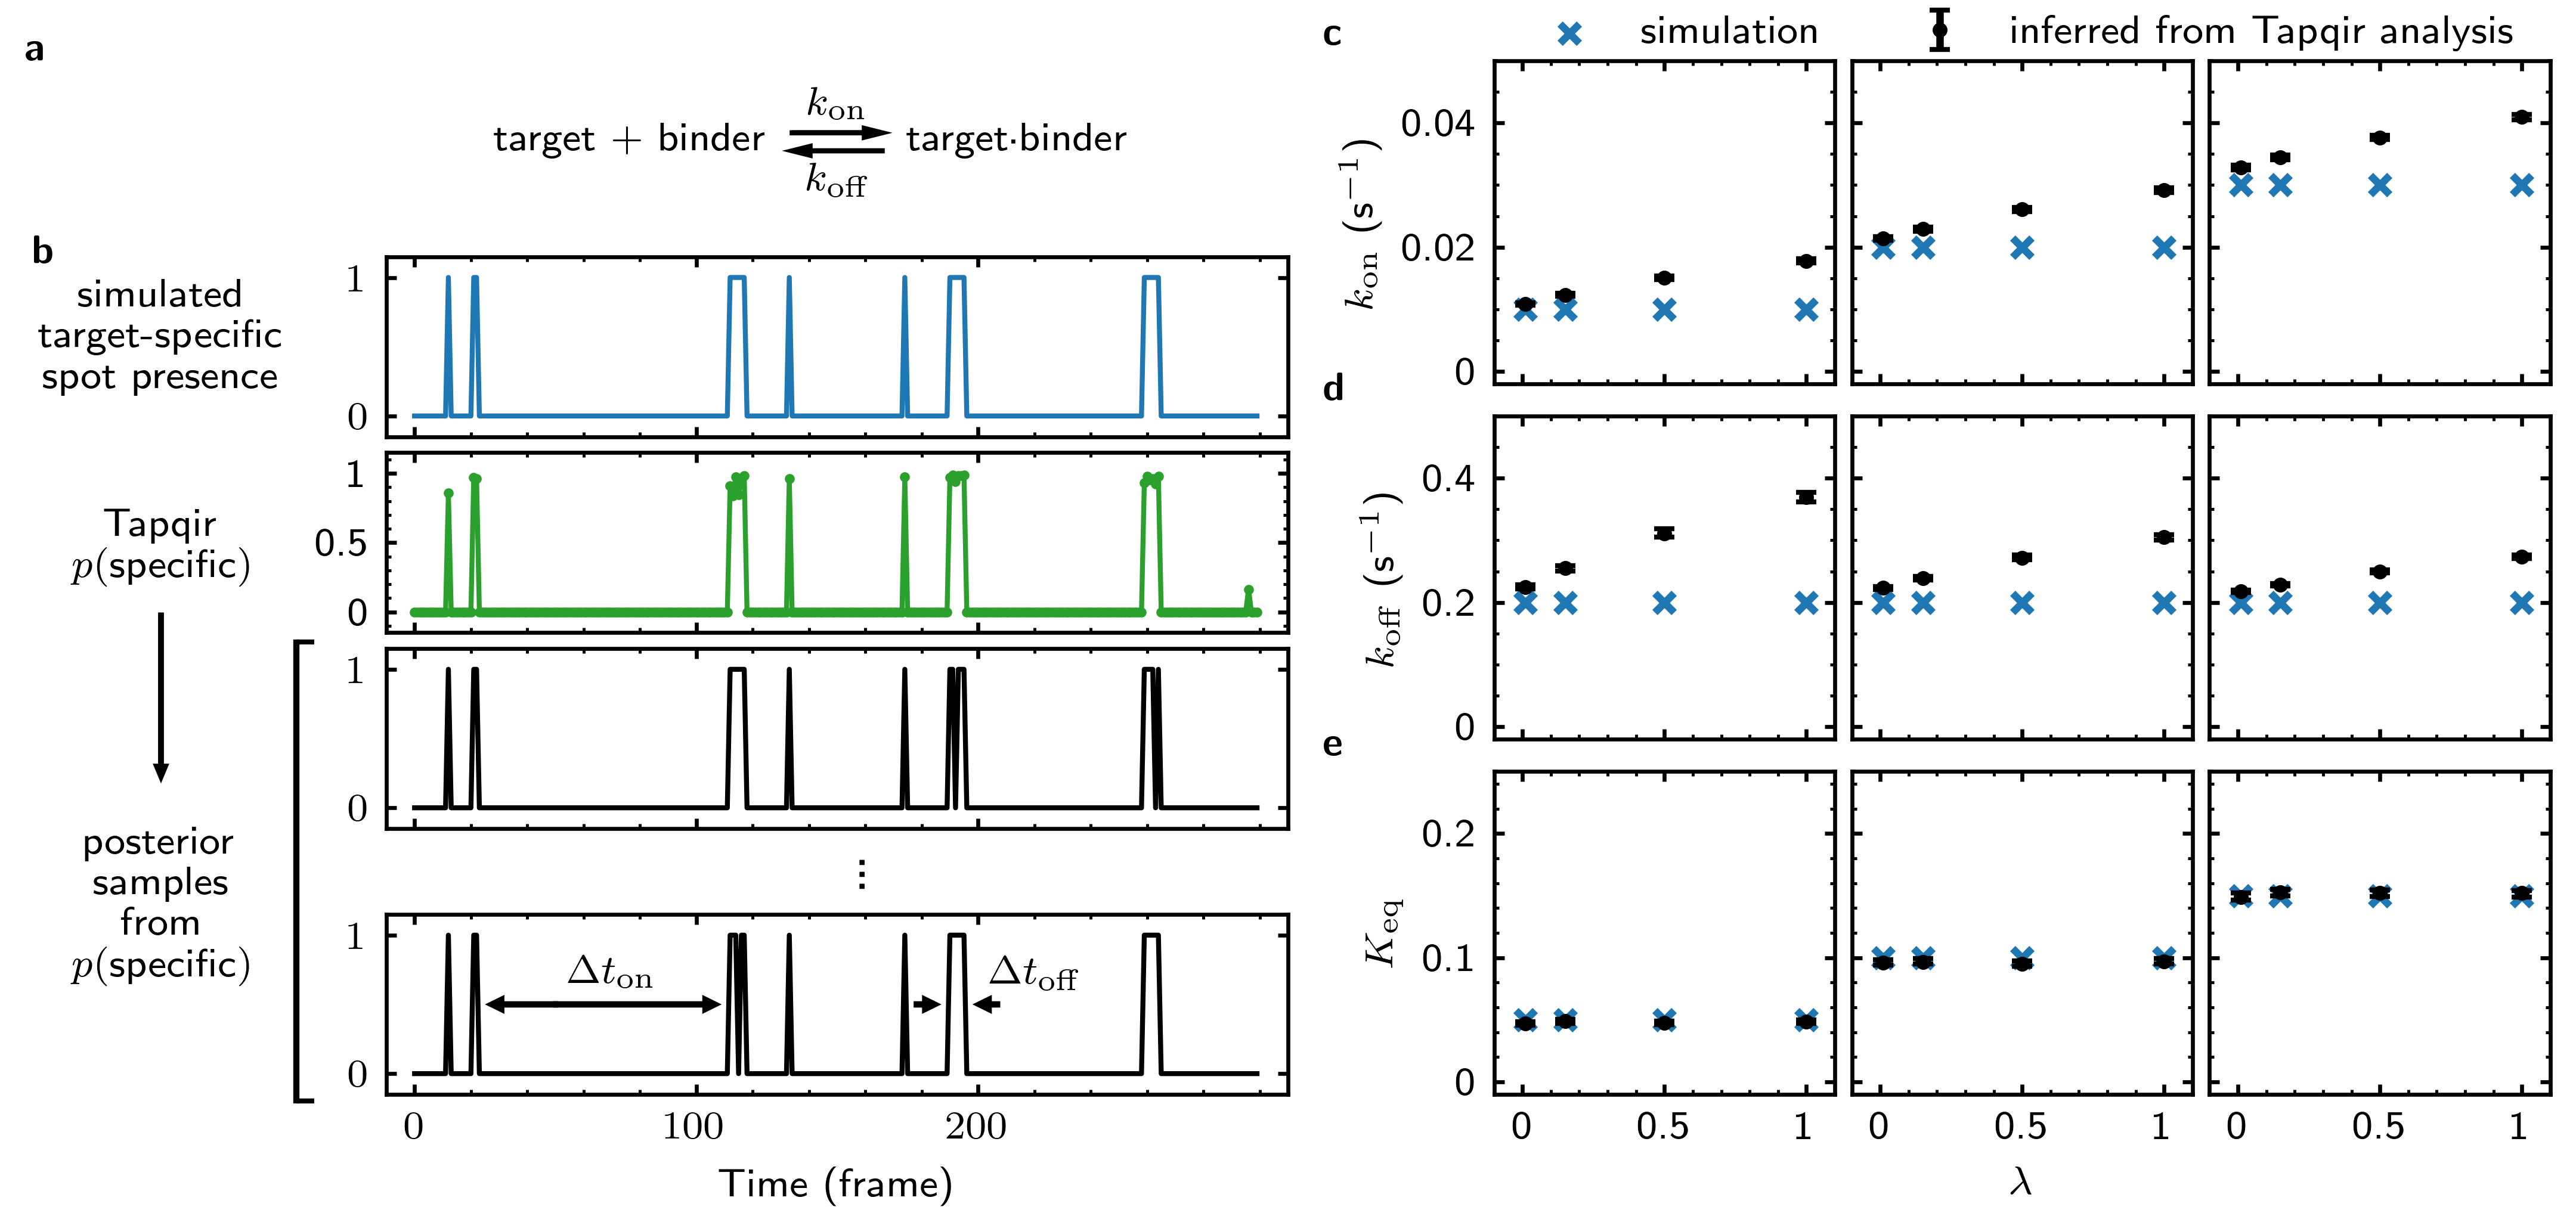 a
k_on
target + binder ⇌ target·binder
k_off
b
simulated
target-specific
spot presence
1
0
Tapqir
p(specific)
1
0.5
0
posterior
samples
from
p(specific)
1
0
⋮
1
0
Δt_on
Δt_off
0 100 200
Time (frame)
c
simulation
inferred from Tapqir analysis
k_on (s⁻¹)
0.04
0.02
0
d
k_off (s⁻¹)
0.4
0.2
0
e
K_eq
0.2
0.1
0
0 0.5 1 0 0.5 1 0 0.5 1
λ